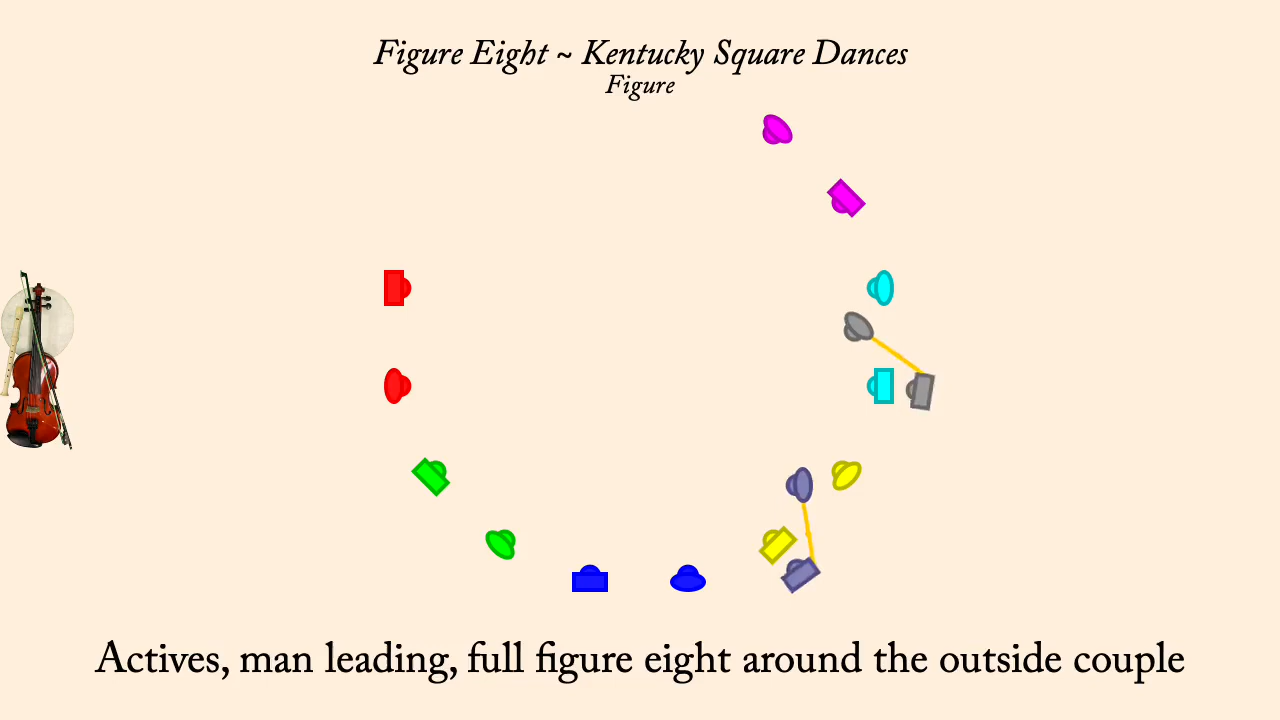 Figure Eight ~ Kentucky Square Dances
Figure
Actives, man leading, full figure eight around the outside couple